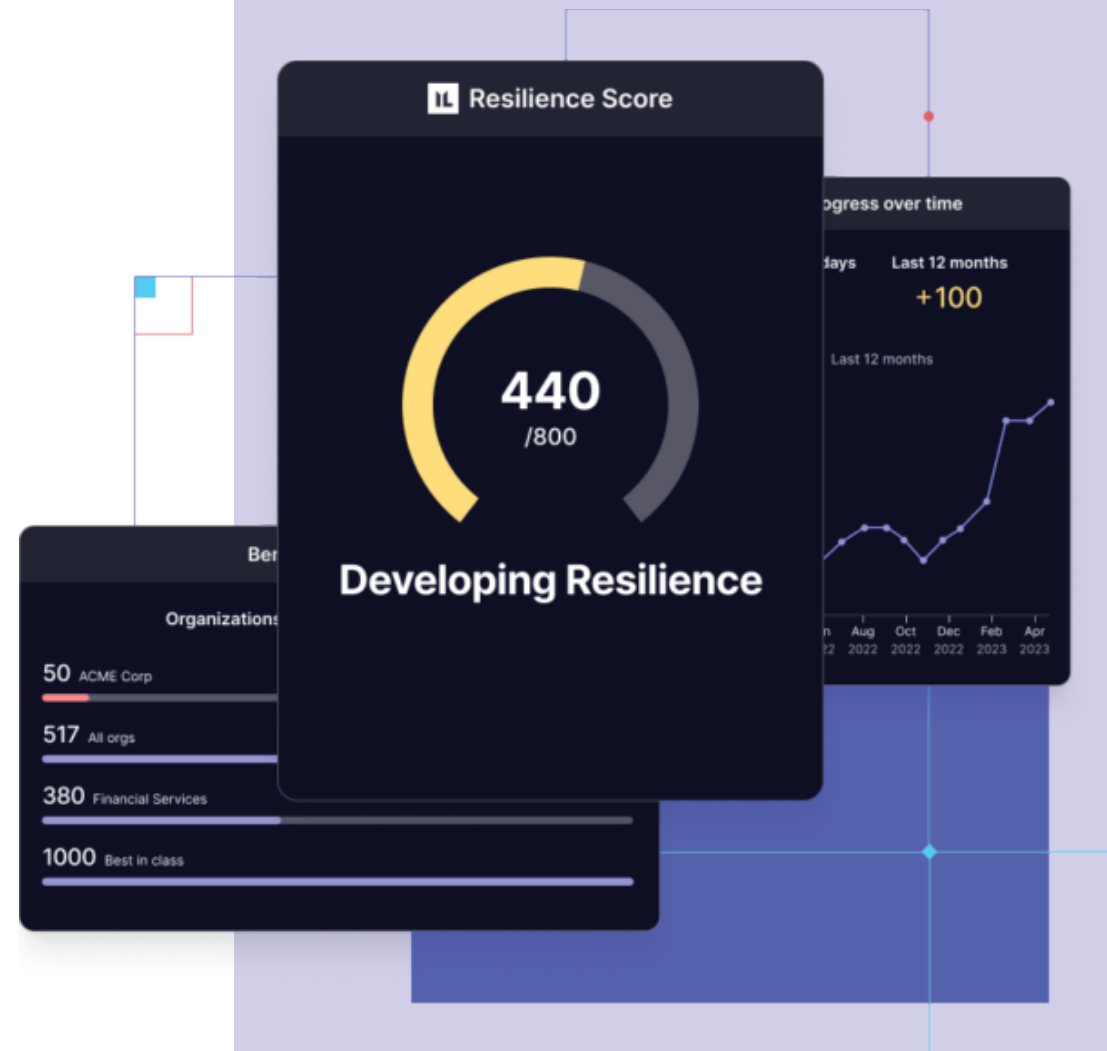 Resilience Score
440
/800
Developing Resilience
ogress over time
days Last 12 months
+100
Last 12 months
Aug Oct Dec Feb Apr
2022 2022 2022 2023 2023
Ber
Organizations
50 ACME Corp
517 All orgs
380 Financial Services
1000 Best in class